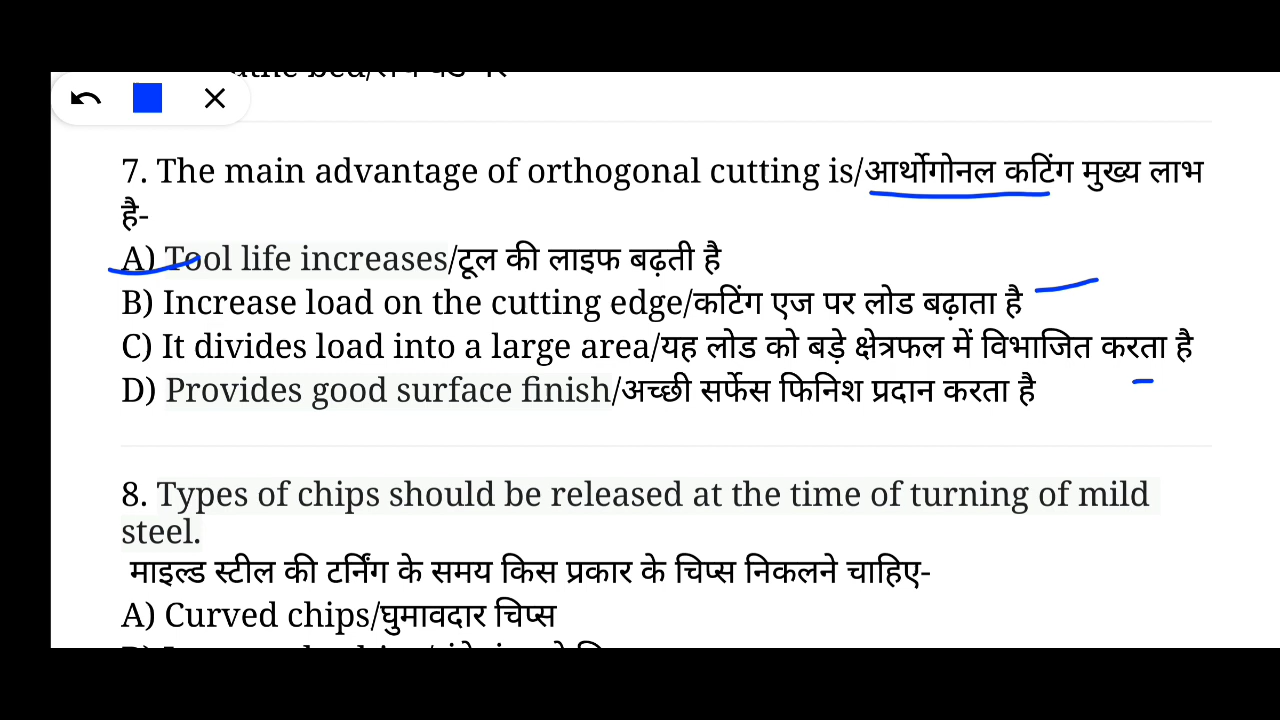 bed/
7. The main advantage of orthogonal cutting is/आर्थोगोनल कटिंग मुख्य लाभ
है-
A) Tool life increases/टूल की लाइफ बढ़ती है
B) Increase load on the cutting edge/कटिंग एज पर लोड बढ़ाता है
C) It divides load into a large area/यह लोड को बड़े क्षेत्रफल में विभाजित करता है
D) Provides good surface finish/अच्छी सर्फेस फिनिश प्रदान करता है
8. Types of chips should be released at the time of turning of mild
steel.
माइल्ड स्टील की टर्निंग के समय किस प्रकार के चिप्स निकलने चाहिए-
A) Curved chips/घुमावदार चिप्स